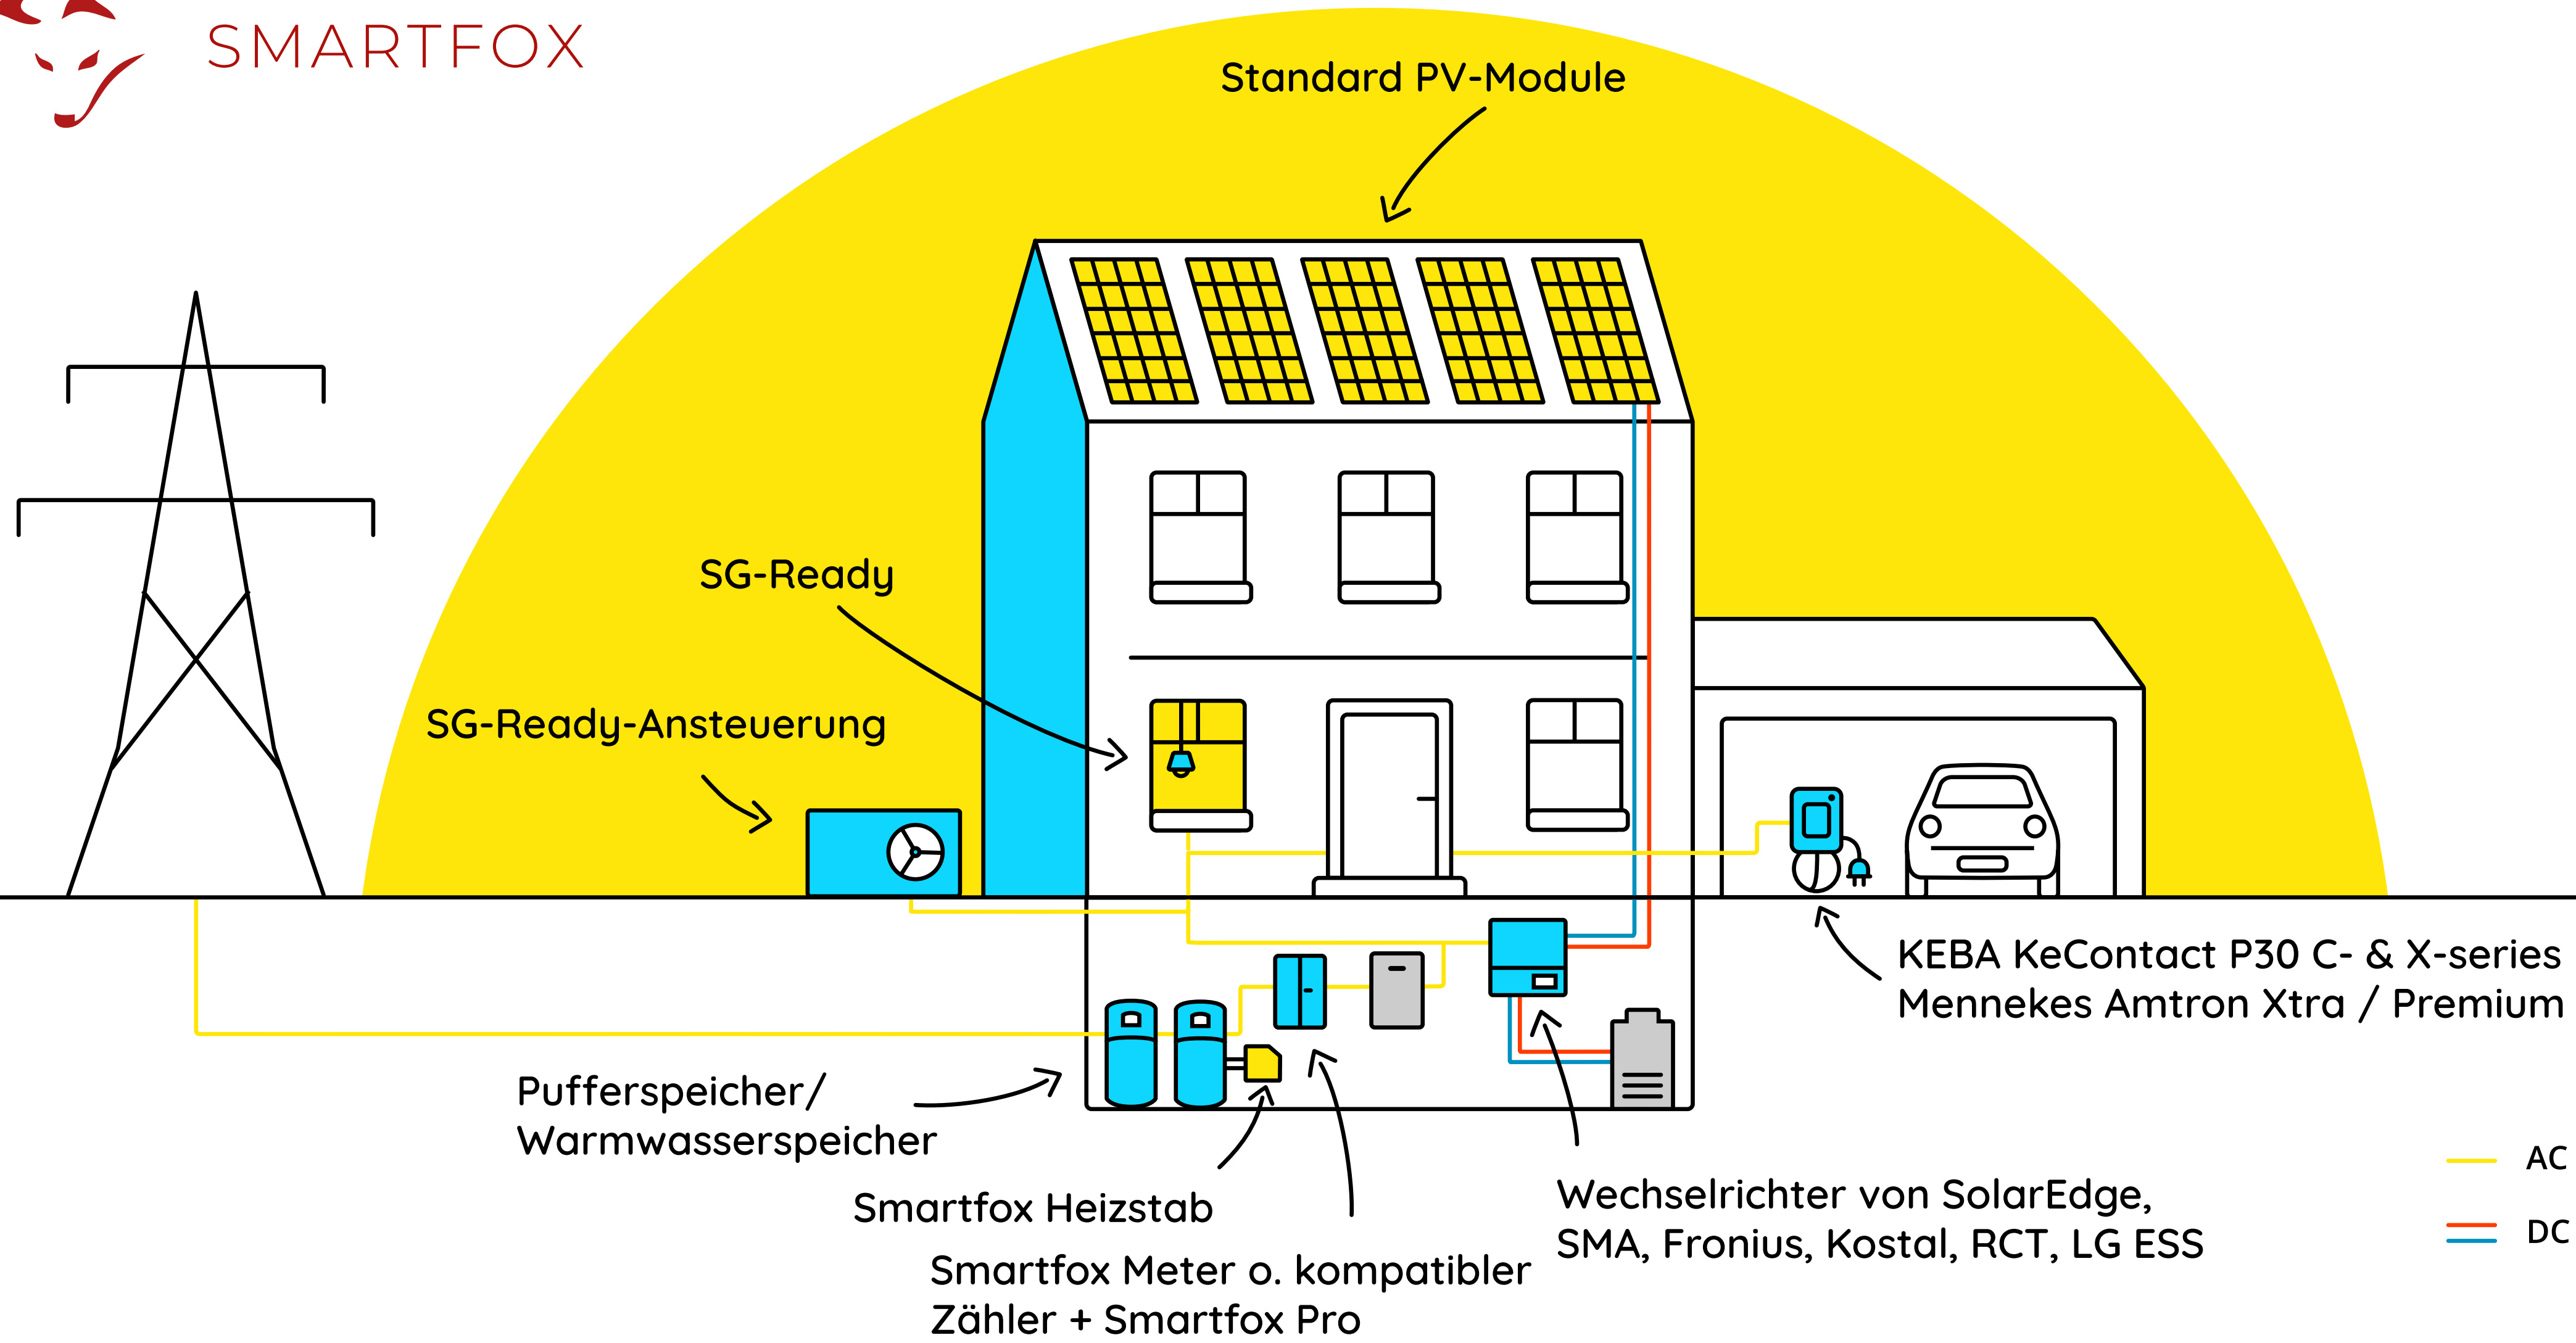 SMARTFOX
Standard PV-Module
SG-Ready
SG-Ready-Ansteuerung
KEBA KeContact P30 C- & X-series
Mennekes Amtron Xtra / Premium
Pufferspeicher/
Warmwasserspeicher
Smartfox Heizstab
Smartfox Meter o. kompatibler
Zähler + Smartfox Pro
Wechselrichter von SolarEdge,
SMA, Fronius, Kostal, RCT, LG ESS
AC
DC